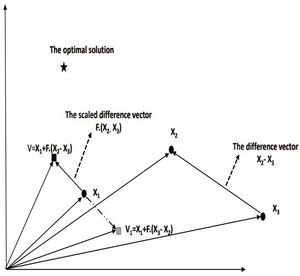 The optimal solution
The scaled difference vector
F.(X2- X3)
V=X1+F.(X2- X3)
X2
The difference vector
X2- X3
X1
X3
V1=X1+F.(X3- X2)